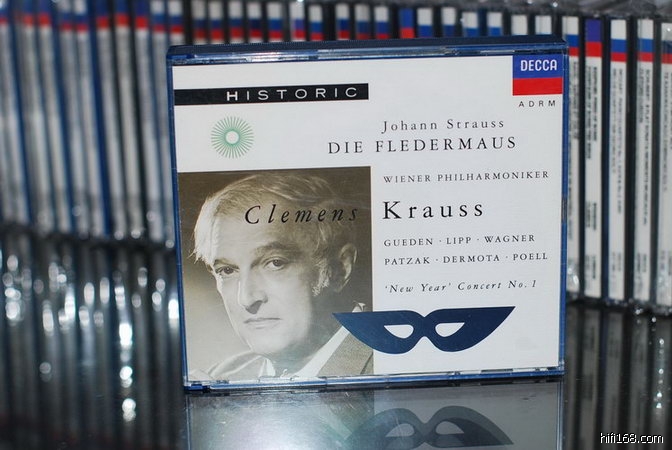 HISTORIC
DECCA
ADRM
Johann Strauss
DIE FLEDERMAUS
WIENER PHILHARMONIKER
Clemens Krauss
GUEDEN · LIPP · WAGNER
PATZAK · DERMOTA · POELL
'New Year' Concert No. 1
hifi168.com